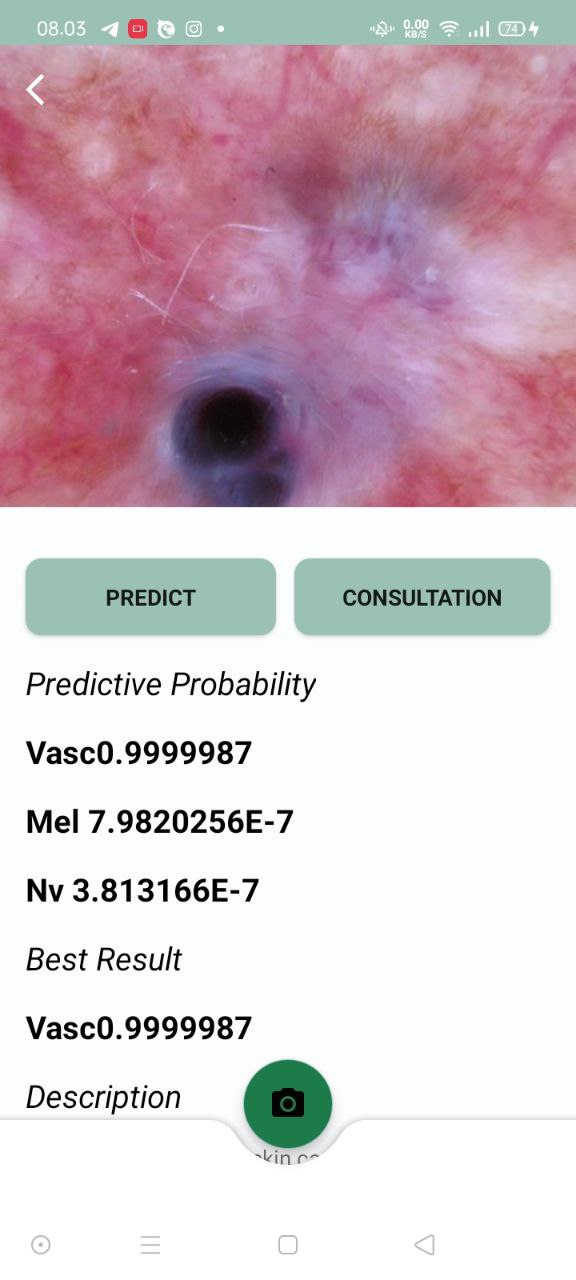 08.03
0.00
KB/S
74
PREDICT
CONSULTATION
Predictive Probability
Vasc0.9999987
Mel 7.9820256E-7
Nv 3.813166E-7
Best Result
Vasc0.9999987
Description